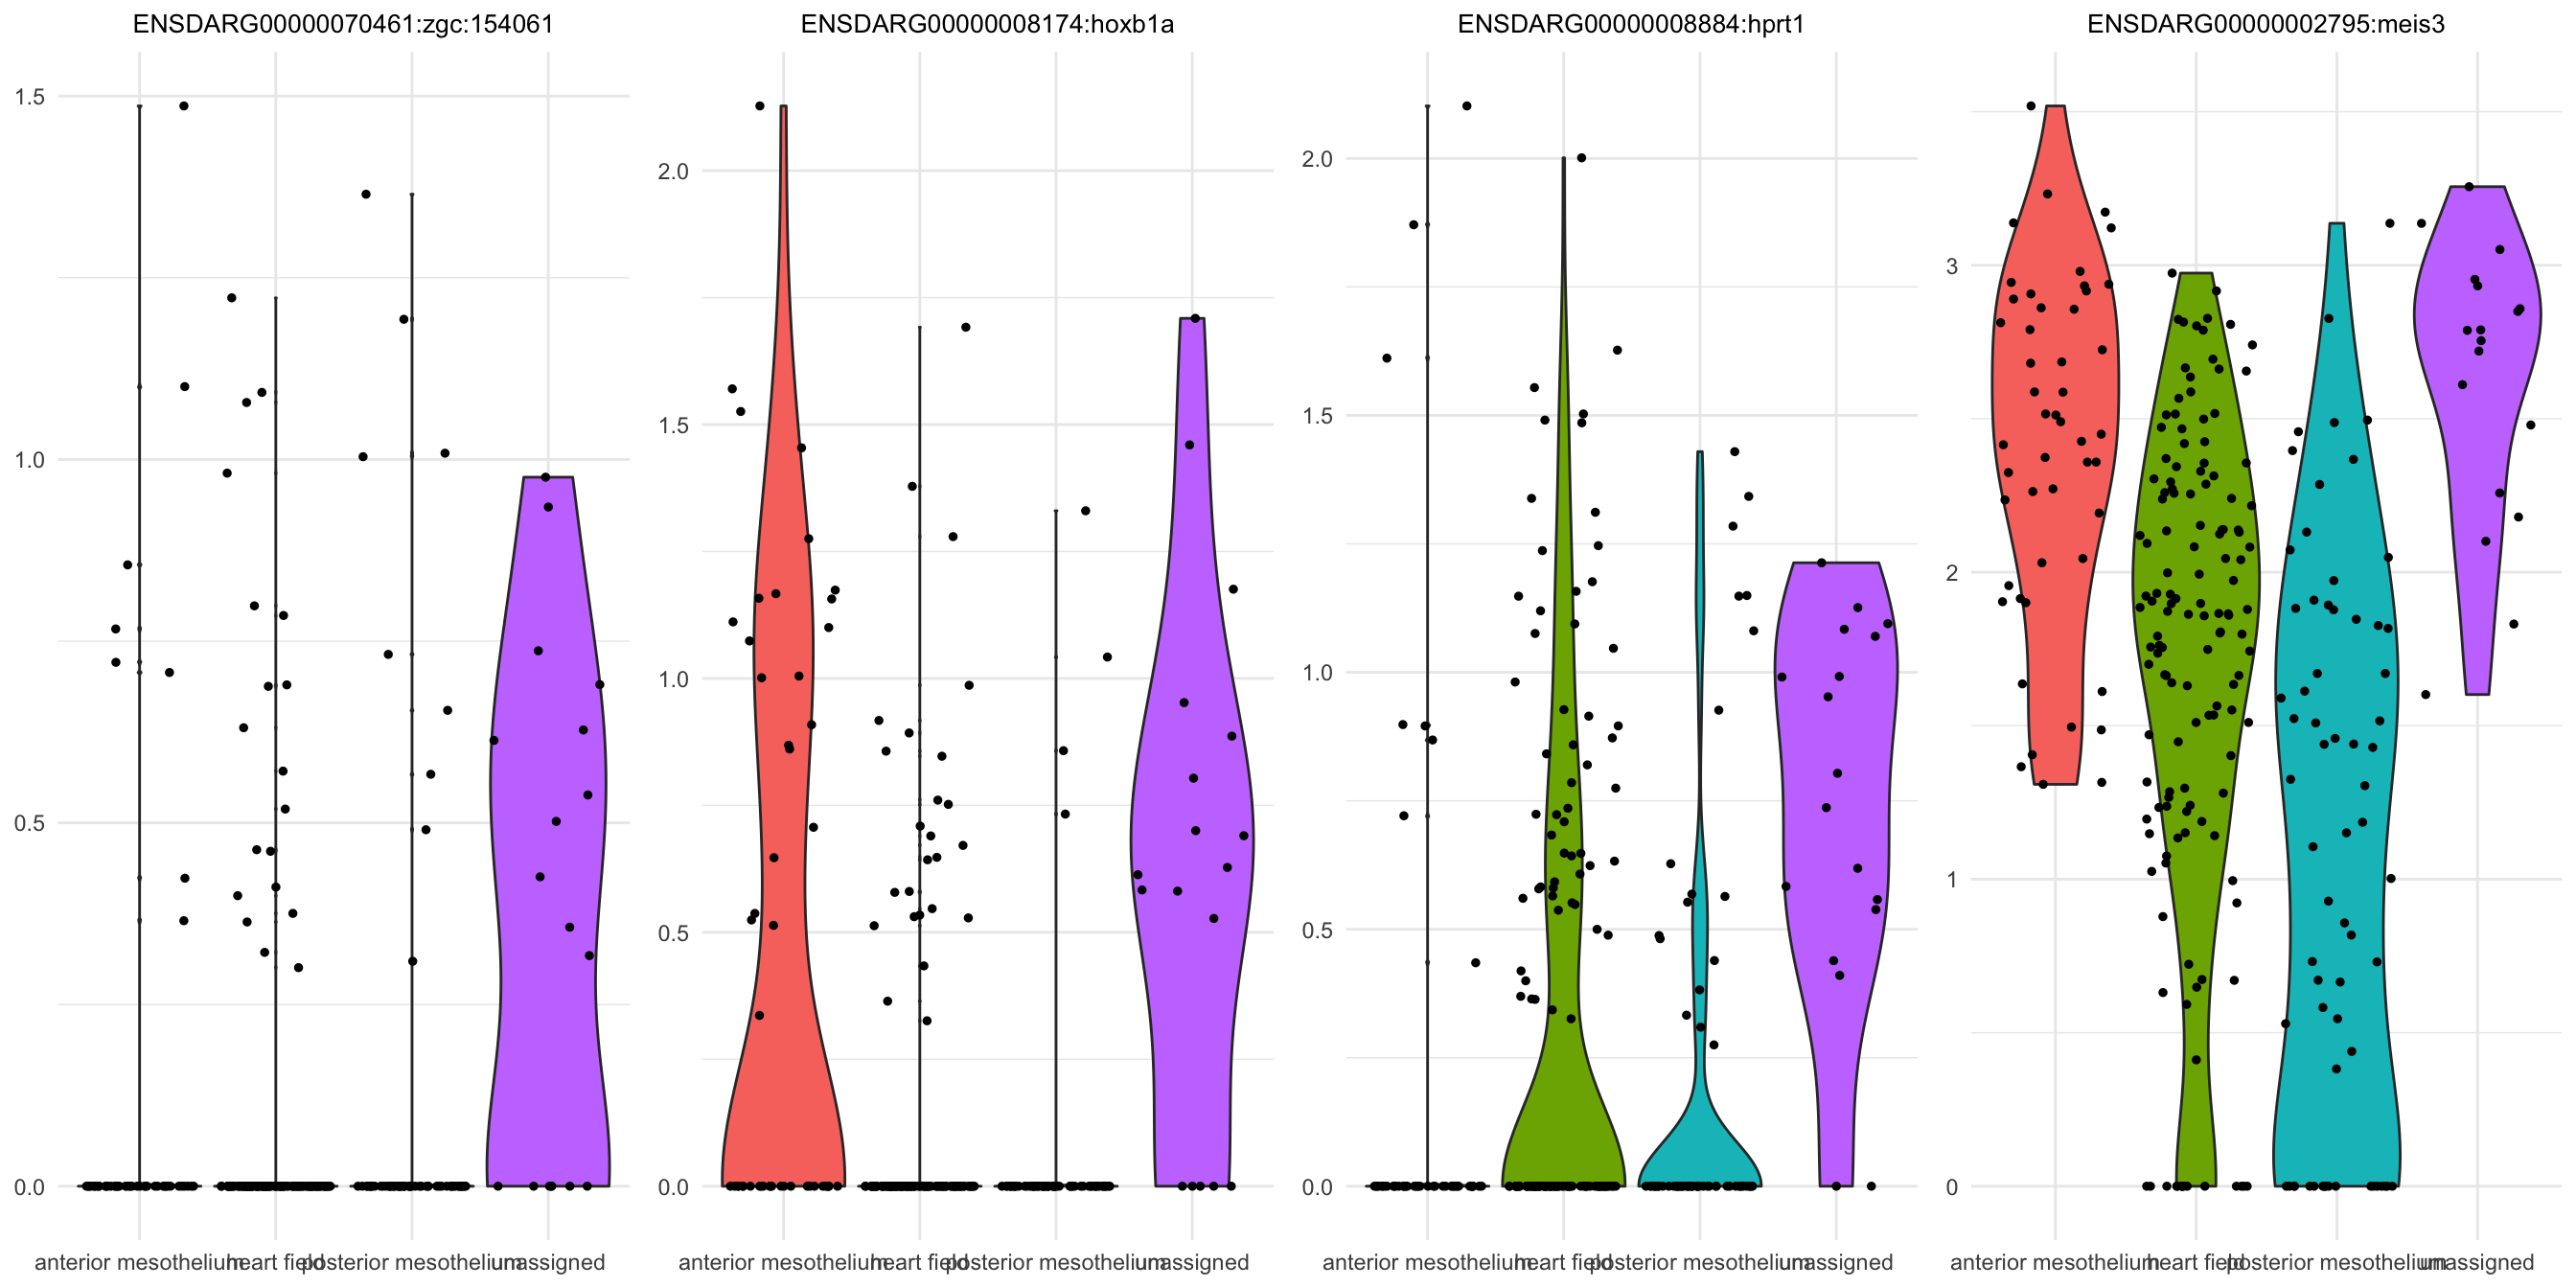 ENSDARG00000070461:zgc:154061
1.5
1.0
0.5
0.0
anterior mesothelium heart field posterior mesothelium unassigned
ENSDARG00000008174:hoxb1a
2.0
1.5
1.0
0.5
0.0
anterior mesothelium heart field posterior mesothelium unassigned
ENSDARG00000008884:hprt1
2.0
1.5
1.0
0.5
0.0
anterior mesothelium heart field posterior mesothelium unassigned
ENSDARG00000002795:meis3
3
2
1
0
anterior mesothelium heart field posterior mesothelium unassigned